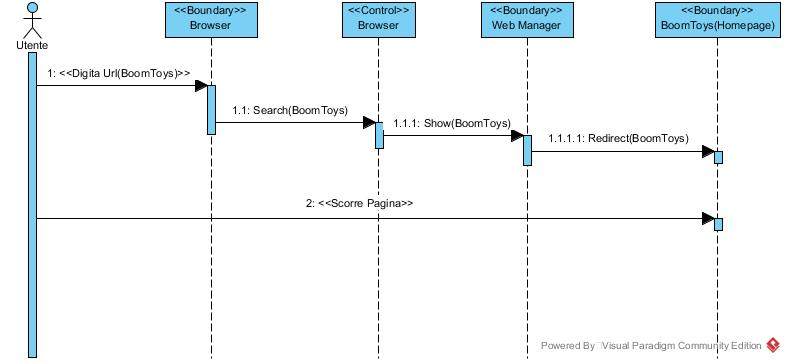 <<Boundary>>
Browser
<<Control>>
Browser
<<Boundary>>
Web Manager
<<Boundary>>
BoomToys(Homepage)
Utente
1: <<Digita Url(BoomToys)>>
1.1: Search(BoomToys)
1.1.1: Show(BoomToys)
1.1.1.1: Redirect(BoomToys)
2: <<Scorre Pagina>>
Powered By Visual Paradigm Community Edition